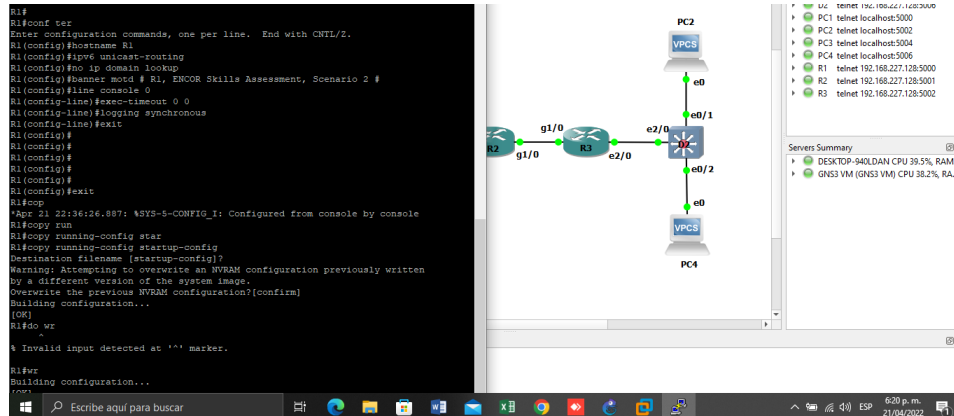 R1#
R1#conf ter
Enter configuration commands, one per line.  End with CNTL/Z.
R1(config)#hostname R1
R1(config)#ipv6 unicast-routing
R1(config)#no ip domain lookup
R1(config)#banner motd # R1, ENCOR Skills Assessment, Scenario 2 #
R1(config)#line console 0
R1(config-line)#exec-timeout 0 0
R1(config-line)#logging synchronous
R1(config-line)#exit
R1(config)#
R1(config)#
R1(config)#
R1(config)#
R1(config)#
R1(config)#exit
R1#cop
*Apr 21 22:36:26.887: %SYS-5-CONFIG_I: Configured from console by console
R1#copy run
R1#copy running-config star
R1#copy running-config startup-config
Destination filename [startup-config]?
Warning: Attempting to overwrite an NVRAM configuration previously written
by a different version of the system image.
Overwrite the previous NVRAM configuration?[confirm]
Building configuration...
[OK]
R1#do wr
^
% Invalid input detected at '^' marker.
R1#wr
Building configuration...
[OK]
PC2
VPCS
e0
e0/1
g1/0
e2/0
R2
R3
D2
g1/0
e2/0
e0/2
e0
VPCS
PC4
D2 telnet 192.168.227.128:5006
PC1 telnet localhost:5000
PC2 telnet localhost:5002
PC3 telnet localhost:5004
PC4 telnet localhost:5006
R1 telnet 192.168.227.128:5000
R2 telnet 192.168.227.128:5001
R3 telnet 192.168.227.128:5002
Servers Summary
DESKTOP-940LDAN CPU 39.5%, RAM
GNS3 VM (GNS3 VM) CPU 38.2%, RA.
Escribe aquí para buscar
ESP
6:20 p. m.
21/04/2022